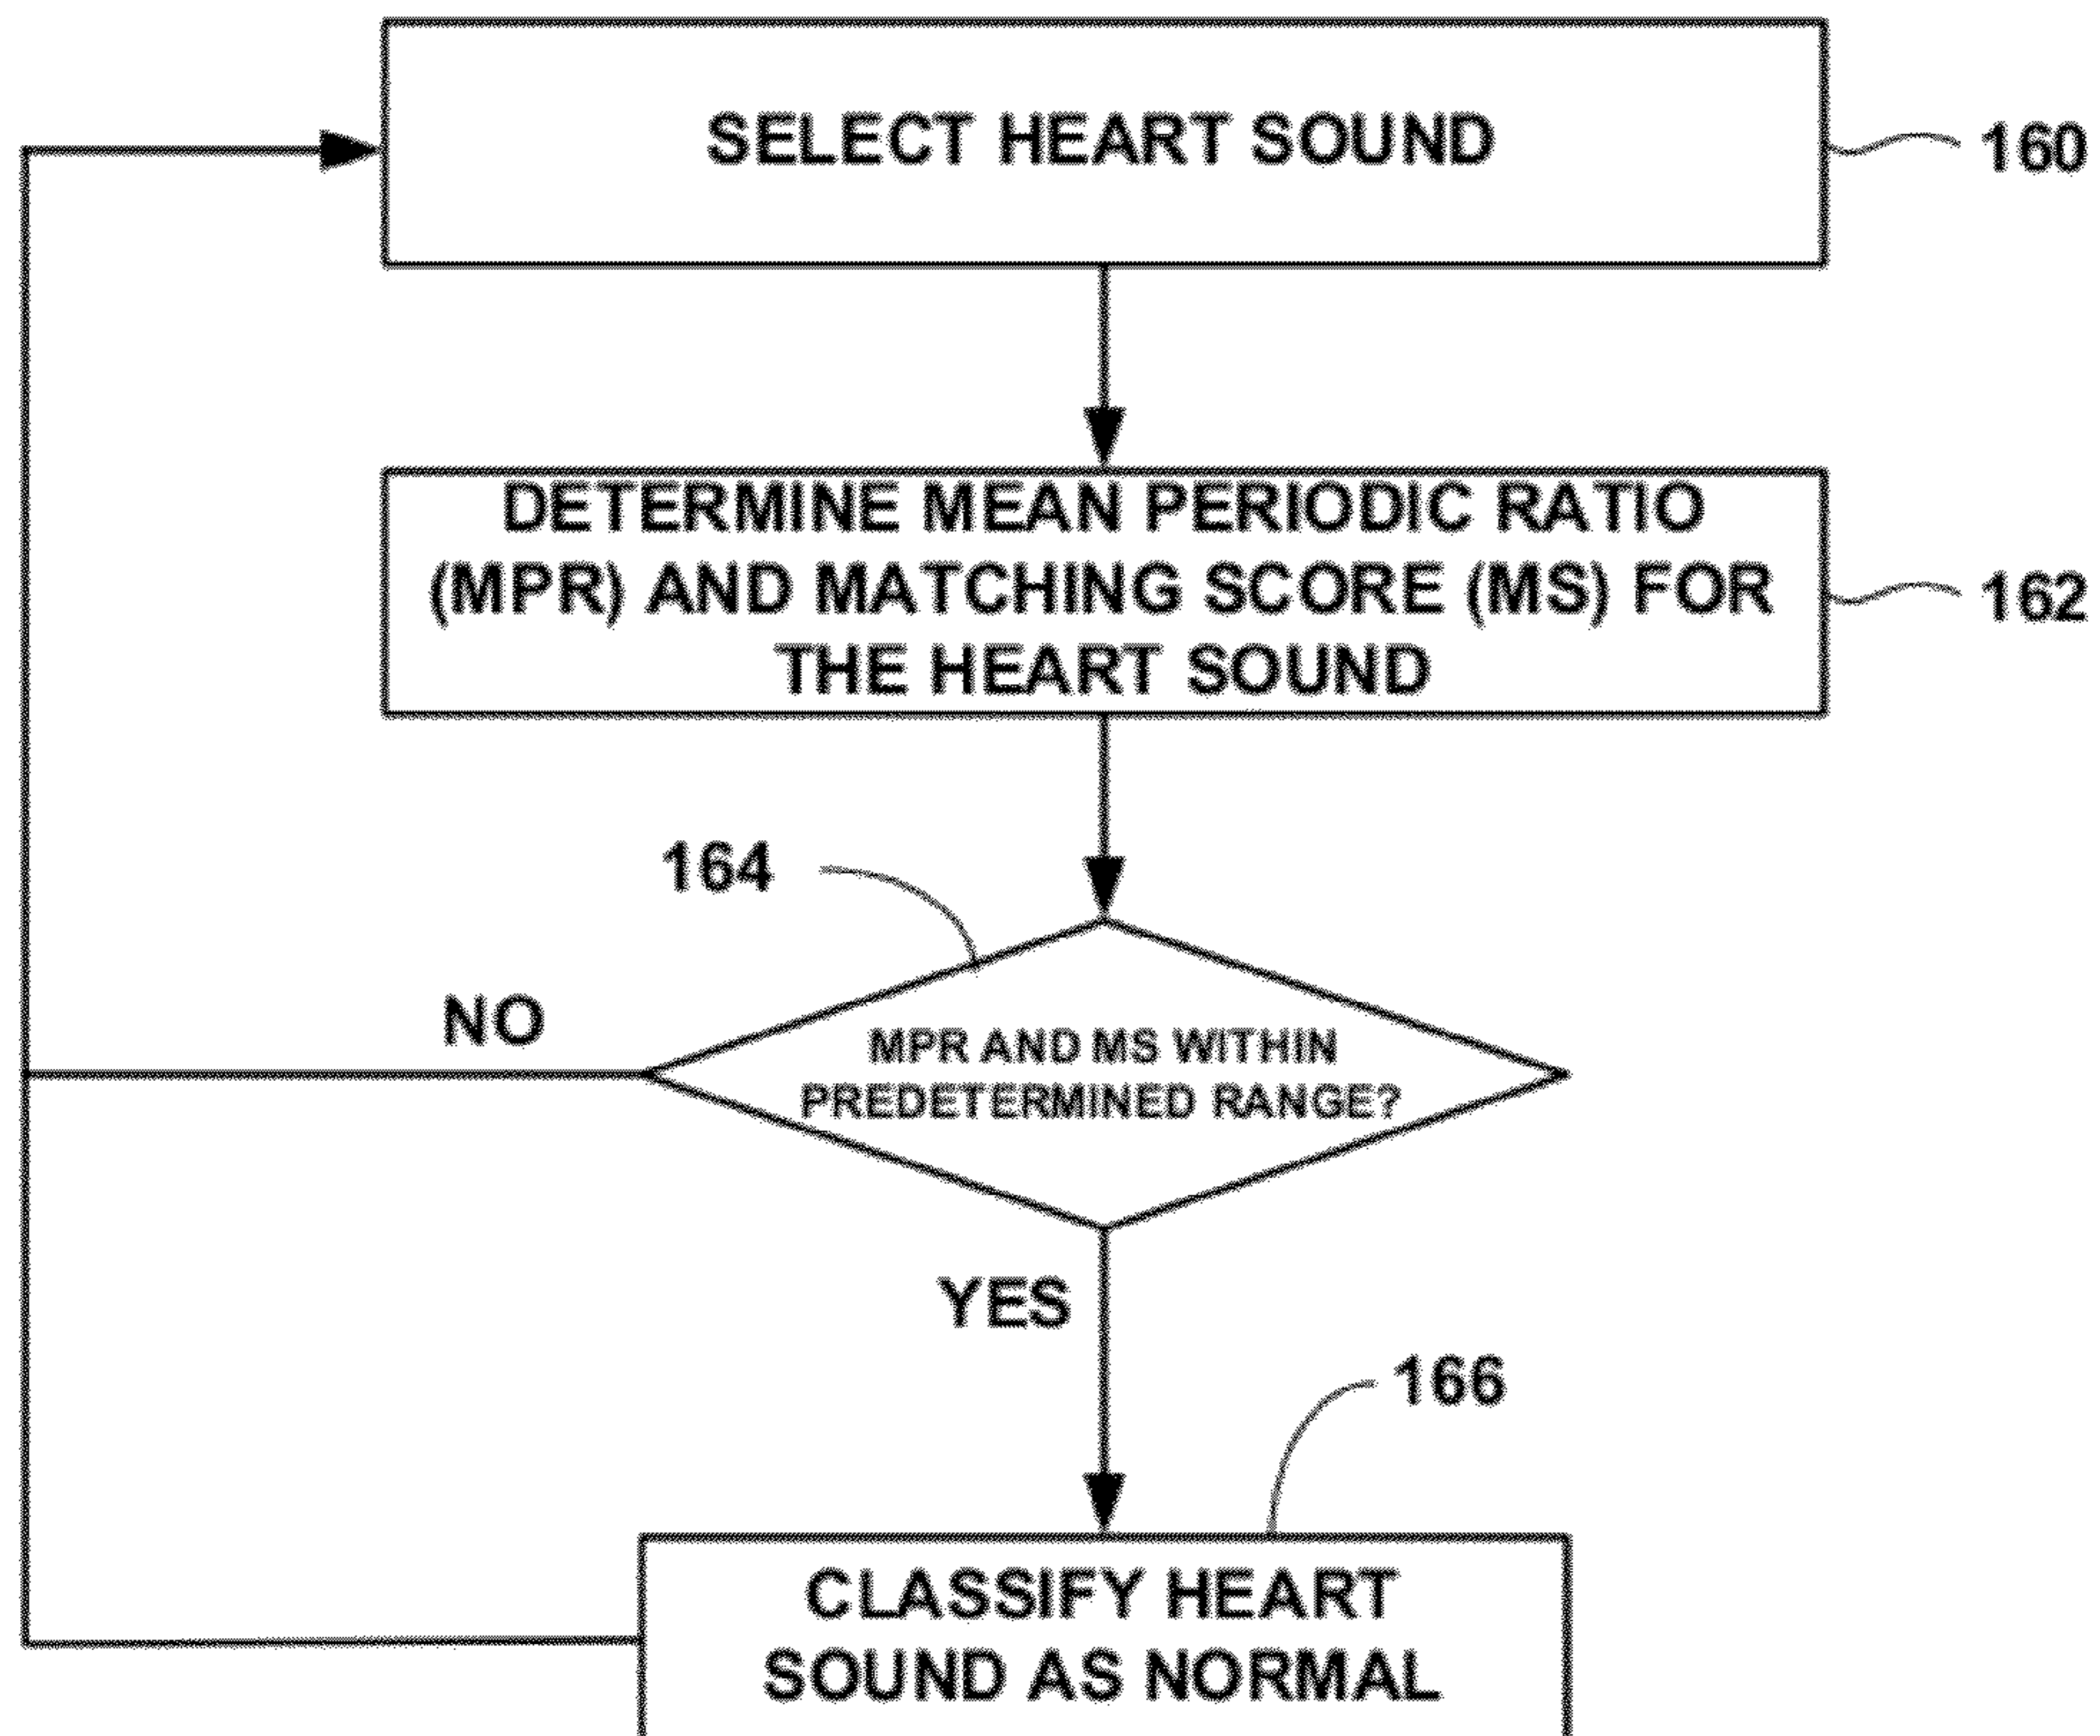 SELECT HEART SOUND
160
DETERMINE MEAN PERIODIC RATIO
(MPR) AND MATCHING SCORE (MS) FOR
THE HEART SOUND
162
164
NO
MPR AND MS WITHIN
PREDETERMINED RANGE?
YES
166
CLASSIFY HEART
SOUND AS NORMAL